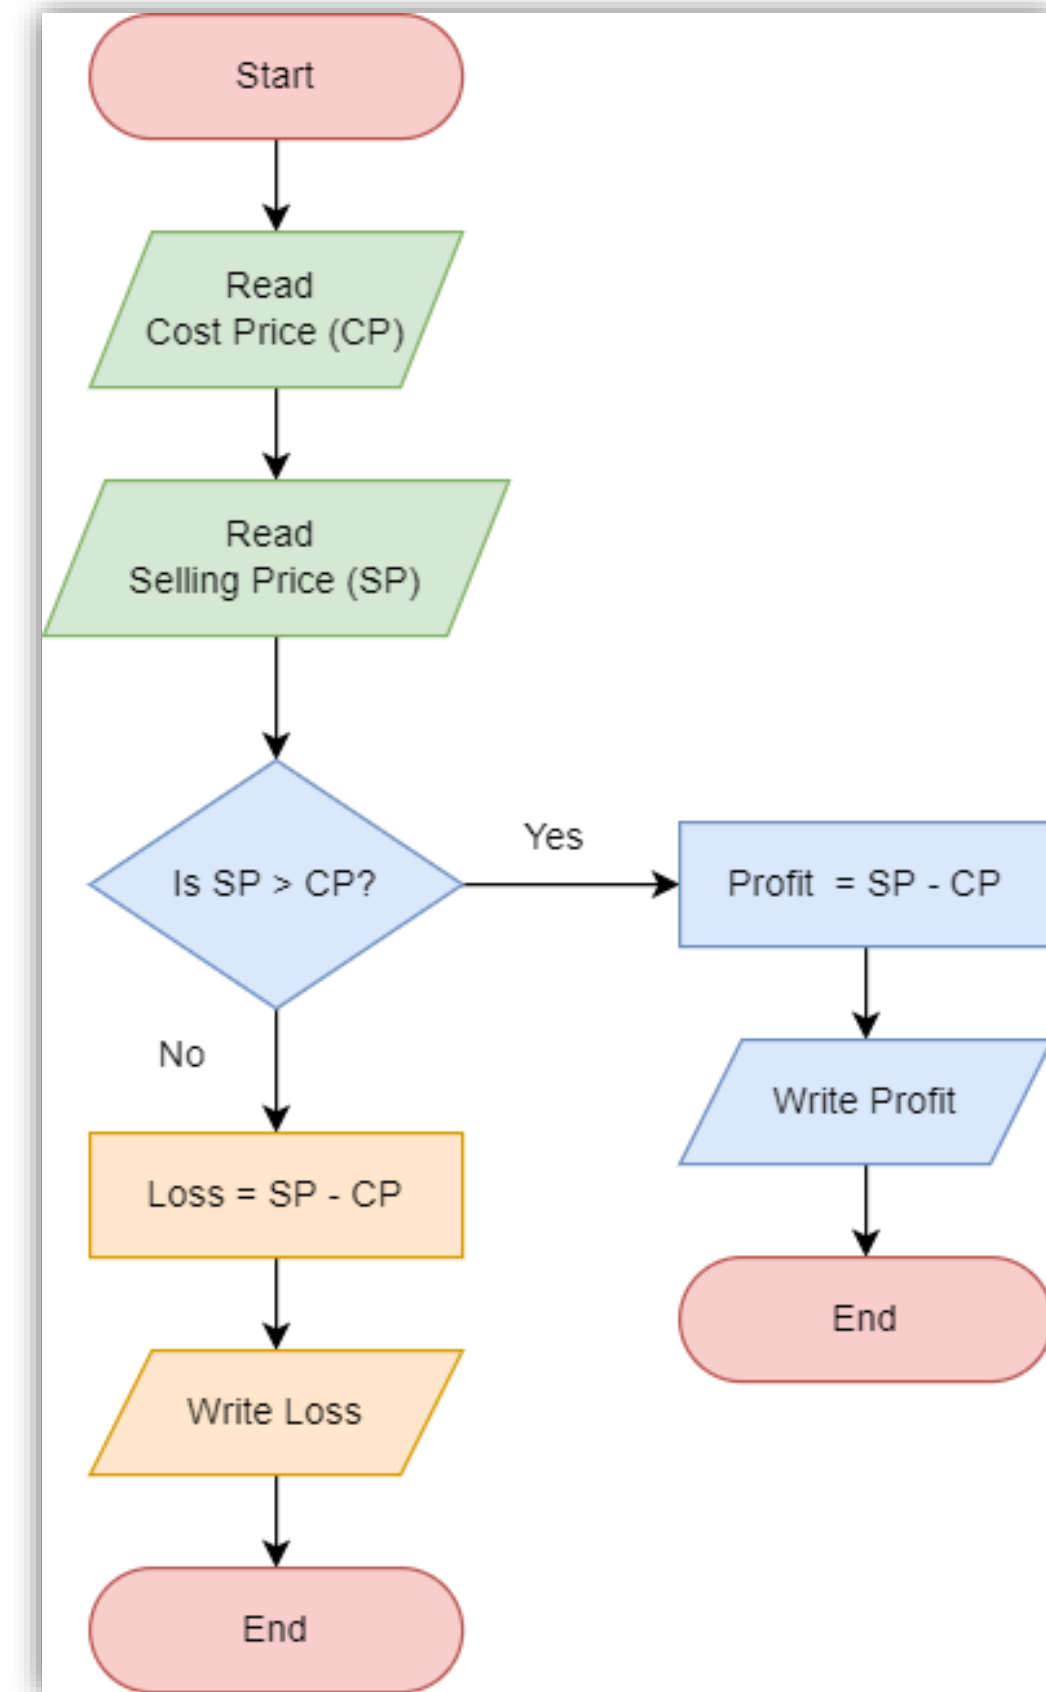 Start
Read
Cost Price (CP)
Read
Selling Price (SP)
Is SP > CP?
Yes
Profit  = SP - CP
No
Write Profit
Loss = SP - CP
End
Write Loss
End